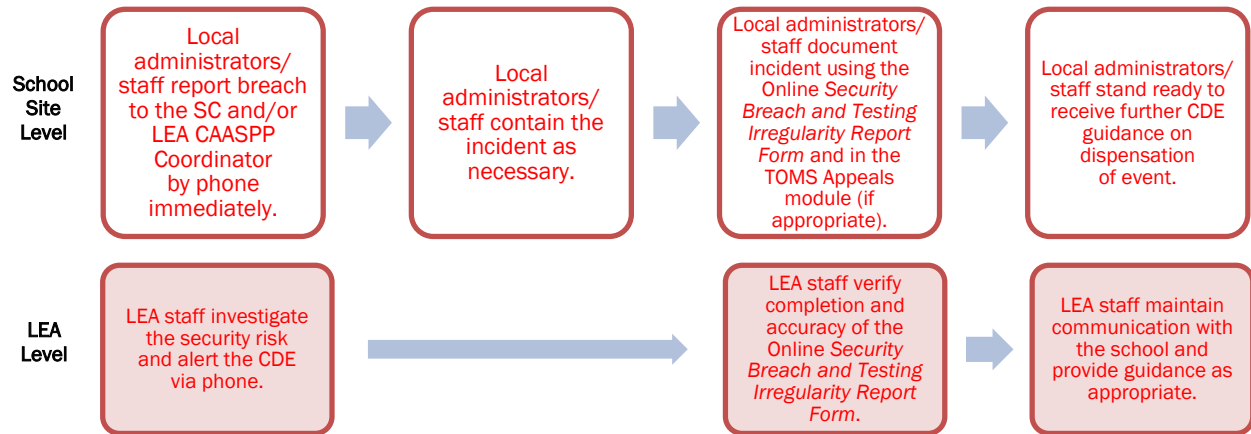 School
Site
Level
Local
administrators/
staff report breach
to the SC and/or
LEA CAASPP
Coordinator
by phone
immediately.
Local
administrators/
staff contain the
incident as
necessary.
Local administrators/
staff document
incident using the
Online Security
Breach and Testing
Irregularity Report
Form and in the
TOMS Appeals
module (if
appropriate).
Local administrators/
staff stand ready to
receive further CDE
guidance on
dispensation
of event.
LEA
Level
LEA staff investigate
the security risk
and alert the CDE
via phone.
LEA staff verify
completion and
accuracy of the
Online Security
Breach and Testing
Irregularity Report
Form.
LEA staff maintain
communication with
the school and
provide guidance as
appropriate.